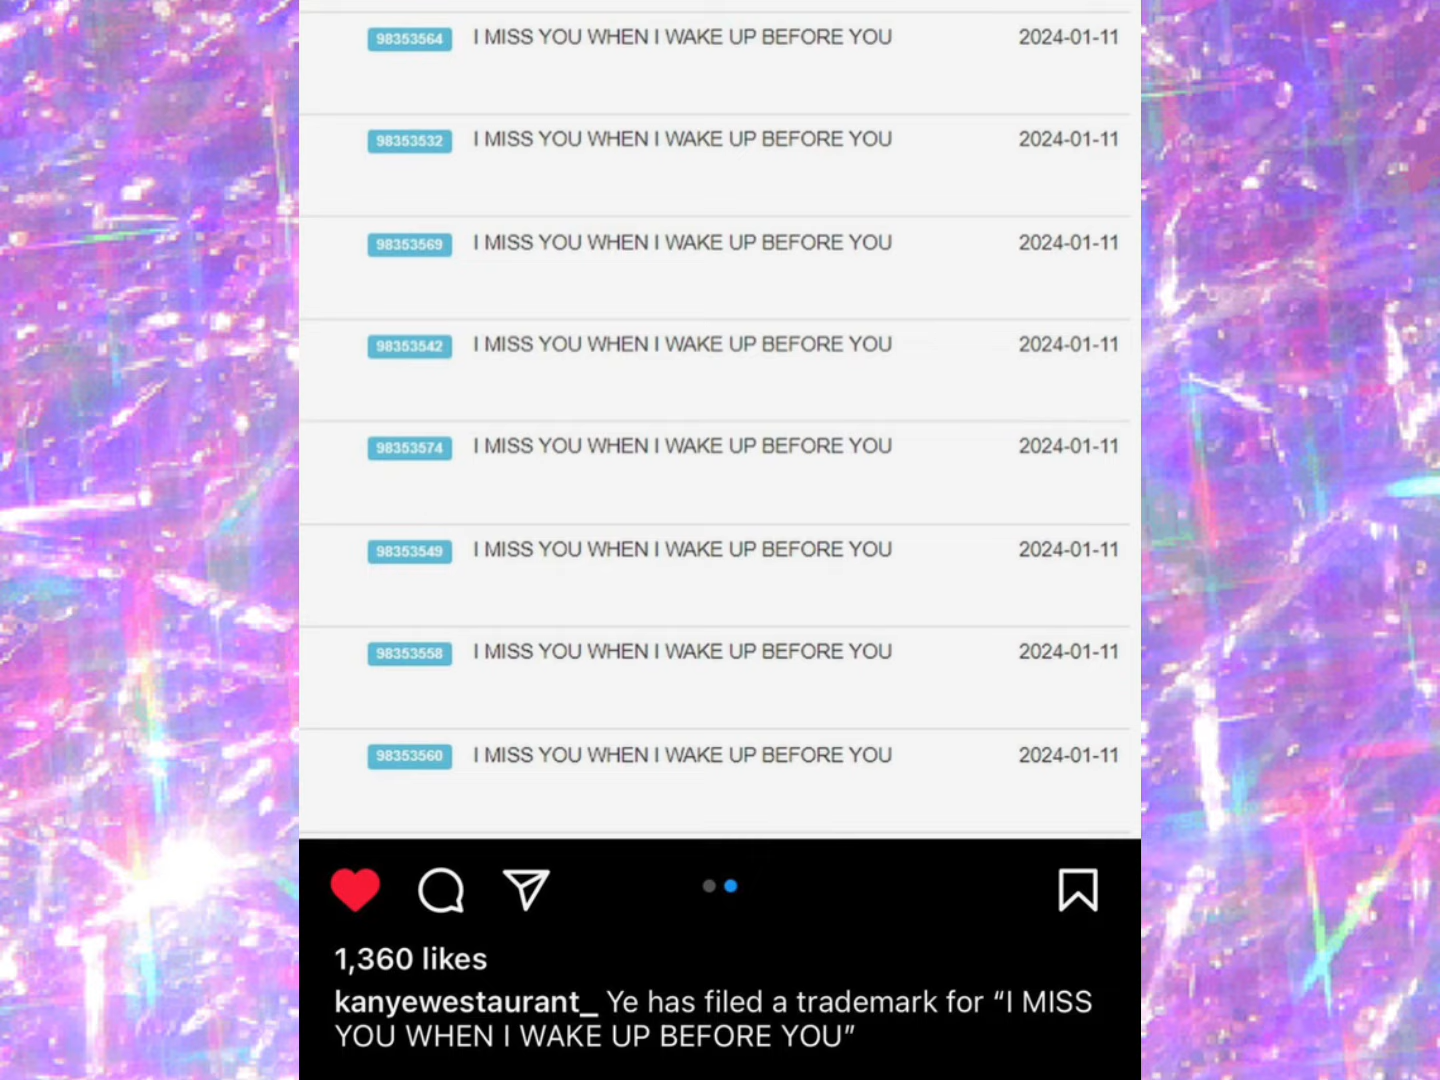 98353564 I MISS YOU WHEN I WAKE UP BEFORE YOU 2024-01-11
98353532 I MISS YOU WHEN I WAKE UP BEFORE YOU 2024-01-11
98353569 I MISS YOU WHEN I WAKE UP BEFORE YOU 2024-01-11
98353542 I MISS YOU WHEN I WAKE UP BEFORE YOU 2024-01-11
98353574 I MISS YOU WHEN I WAKE UP BEFORE YOU 2024-01-11
98353549 I MISS YOU WHEN I WAKE UP BEFORE YOU 2024-01-11
98353558 I MISS YOU WHEN I WAKE UP BEFORE YOU 2024-01-11
98353560 I MISS YOU WHEN I WAKE UP BEFORE YOU 2024-01-11
1,360 likes
kanyewestaurant_ Ye has filed a trademark for “I MISS
YOU WHEN I WAKE UP BEFORE YOU”